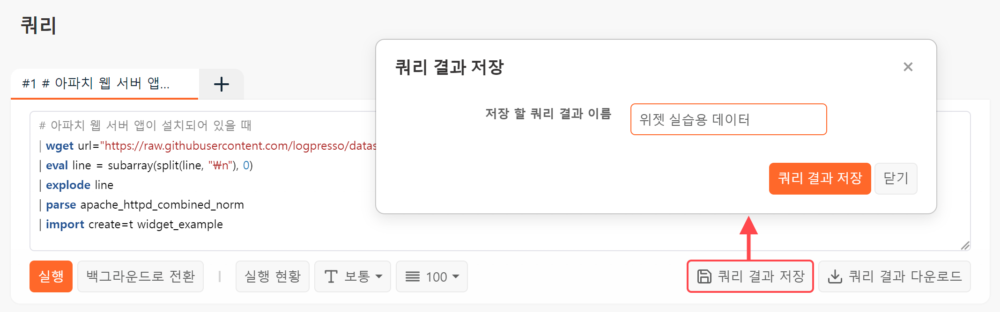 쿼리
#1 # 아파치 웹 서버 앱...
# 아파치 웹 서버 앱이 설치되어 있을 때
| wget url="https://raw.githubusercontent.com/logpresso/datas
| eval line = subarray(split(line, "₩n"), 0)
| explode line
| parse apache_httpd_combined_norm
| import create=t widget_example
쿼리 결과 저장
저장 할 쿼리 결과 이름
위젯 실습용 데이터
쿼리 결과 저장 닫기
실행 백그라운드로 전환 실행 현황 보통 100 쿼리 결과 저장 쿼리 결과 다운로드